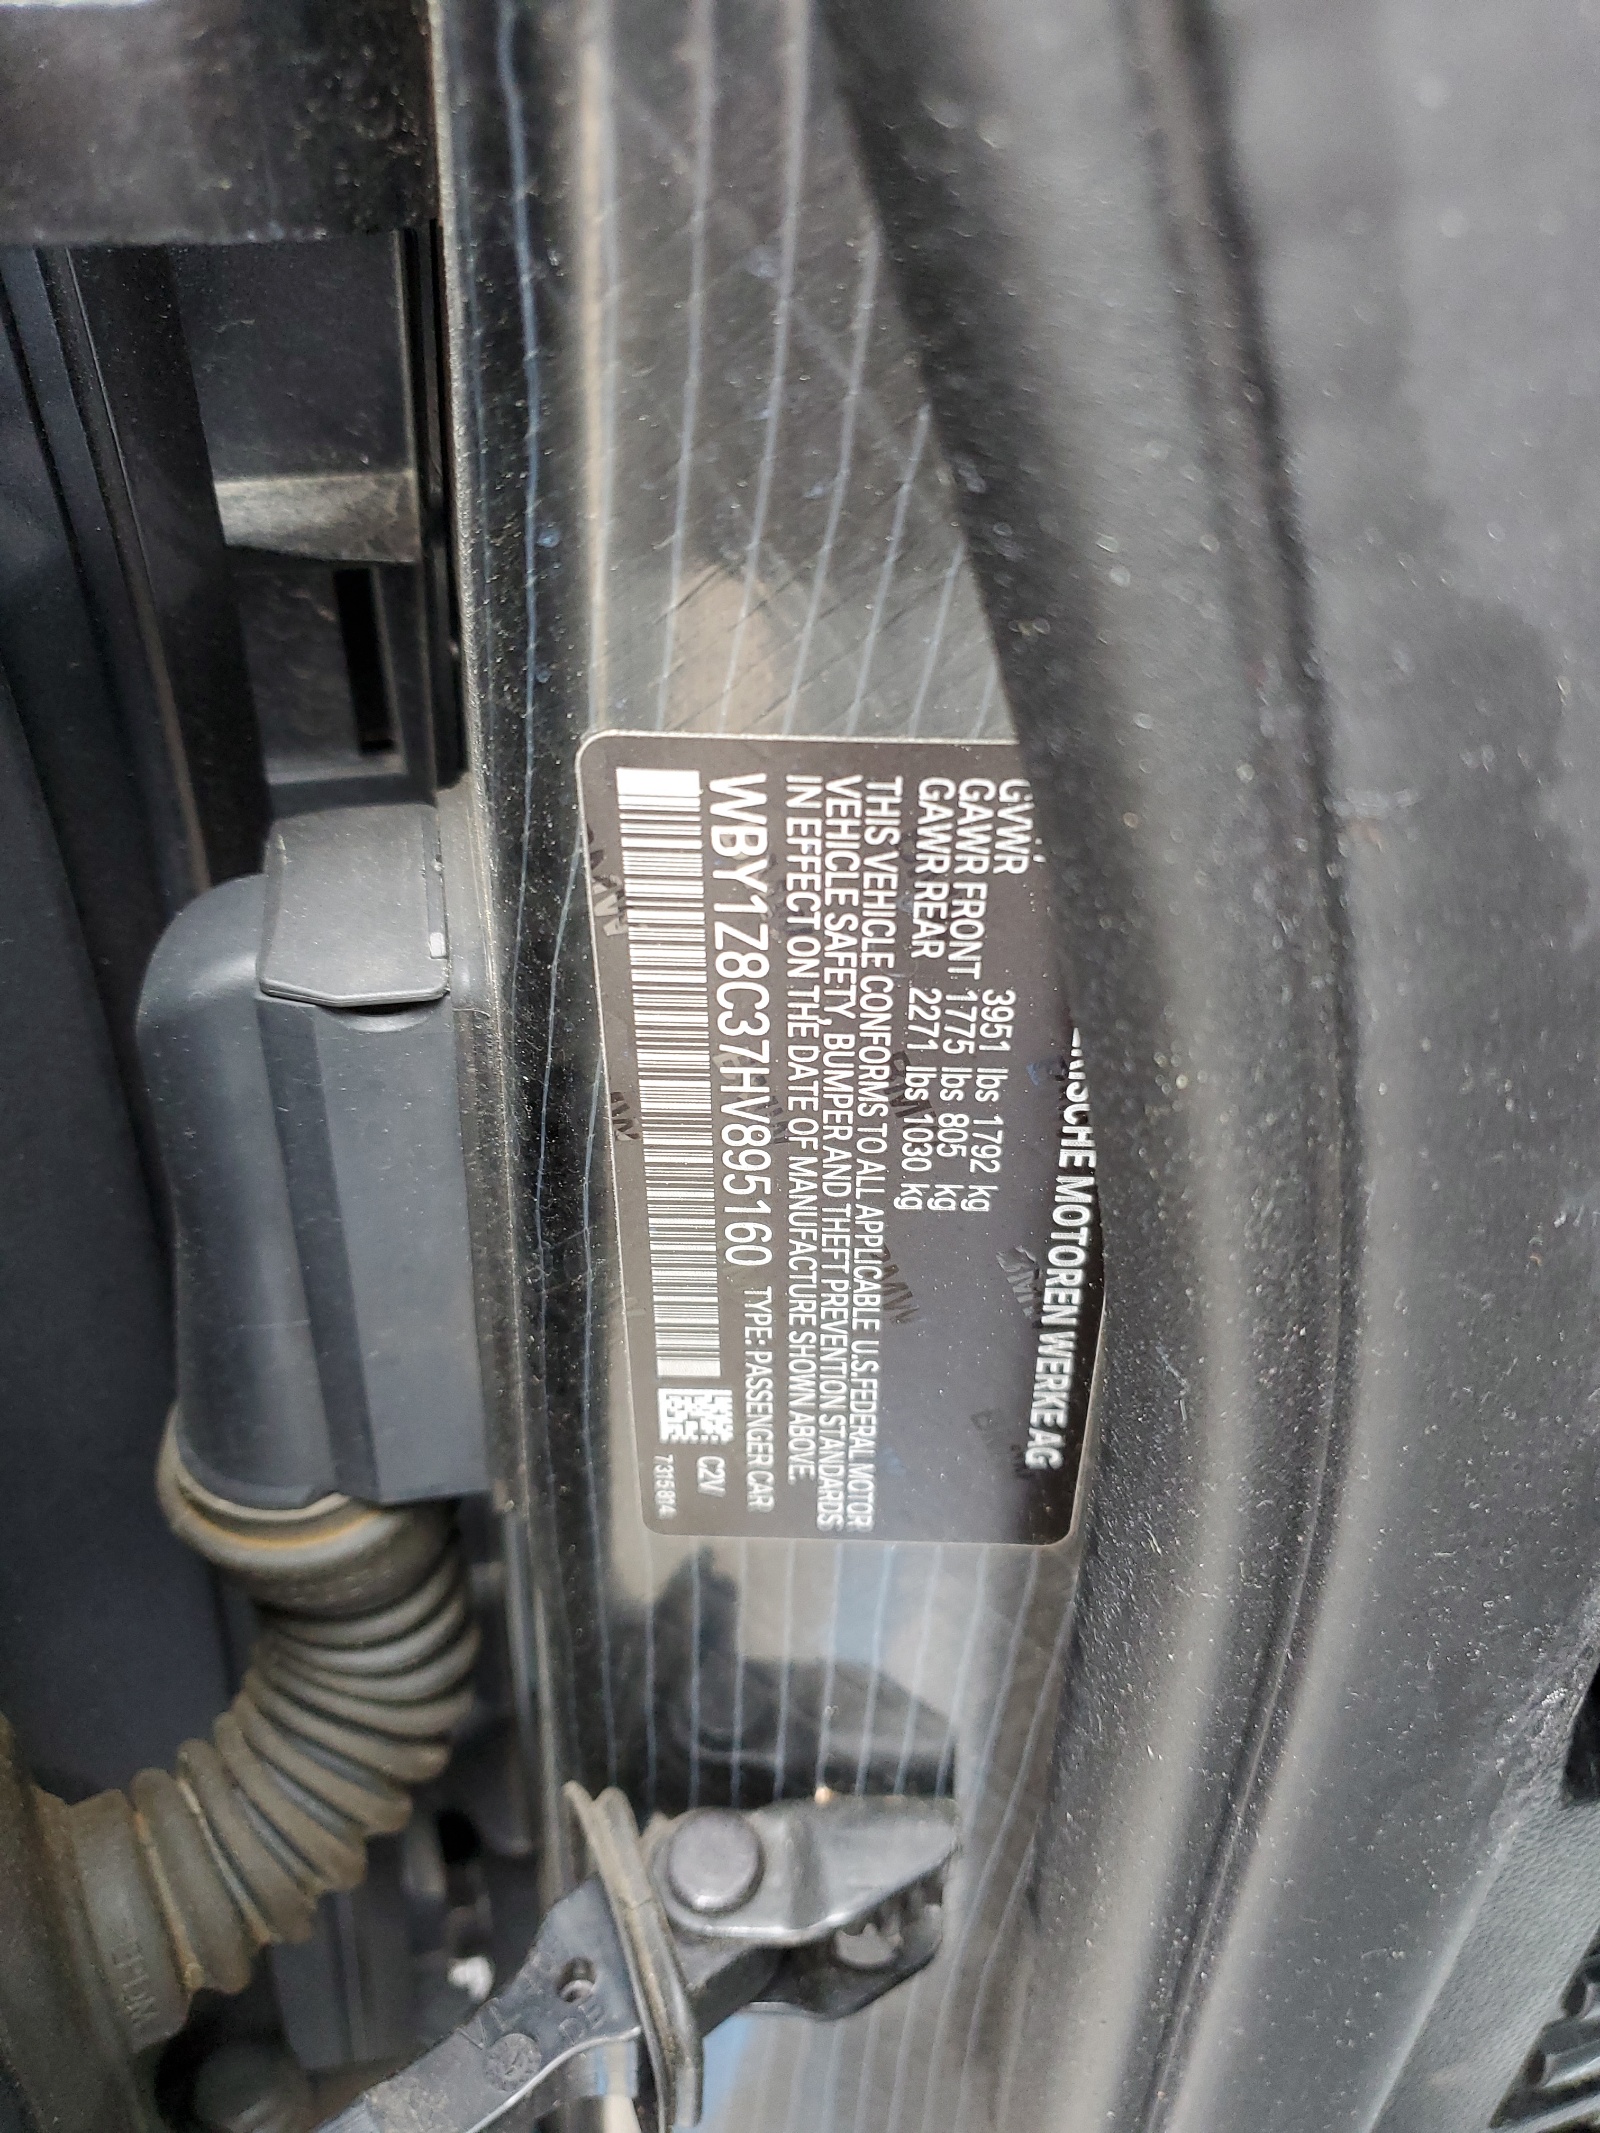 MOTOREN WERKE AG
GVWR 3951 lbs 1792 kg
GAWR FRONT 1775 lbs 805 kg
GAWR REAR 2271 lbs 1030 kg
THIS VEHICLE CONFORMS TO ALL APPLICABLE U.S.FEDERAL MOTOR
VEHICLE SAFETY, BUMPER AND THEFT PREVENTION STANDARDS
IN EFFECT ON THE DATE OF MANUFACTURE SHOWN ABOVE.
WBY1Z8C37HV895160 TYPE: PASSENGER CAR
C2V
7315814